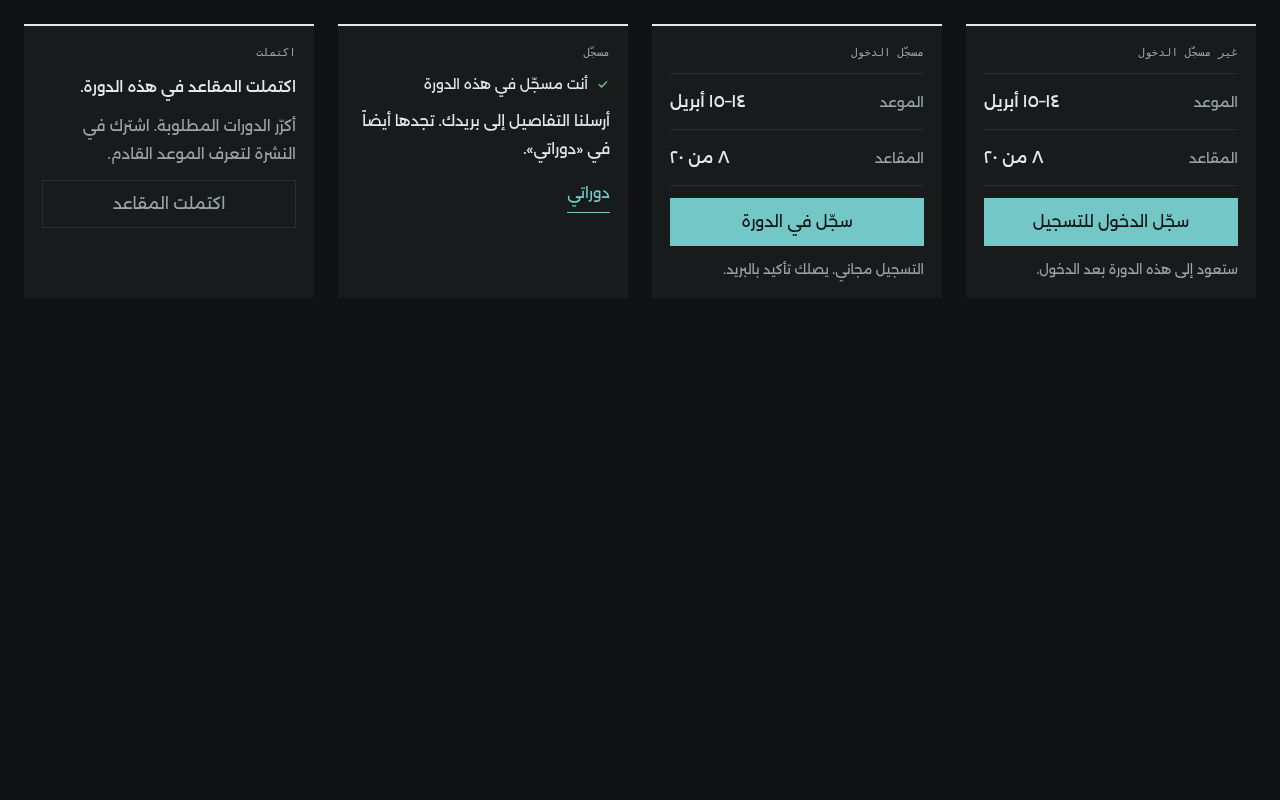 غير مسجّل الدخول
الموعد ١٤–١٥ أبريل
المقاعد ٨ من ٢٠
سجّل الدخول للتسجيل
ستعود إلى هذه الدورة بعد الدخول.
مسجّل الدخول
الموعد ١٤–١٥ أبريل
المقاعد ٨ من ٢٠
سجّل في الدورة
التسجيل مجاني. يصلك تأكيد بالبريد.
مسجّل
✓ أنت مسجّل في هذه الدورة
أرسلنا التفاصيل إلى بريدك. تجدها أيضاً
في «دوراتي».
دوراتي
اكتملت
اكتملت المقاعد في هذه الدورة.
أكرّر الدورات المطلوبة. اشترك في
النشرة لتعرف الموعد القادم.
اكتملت المقاعد